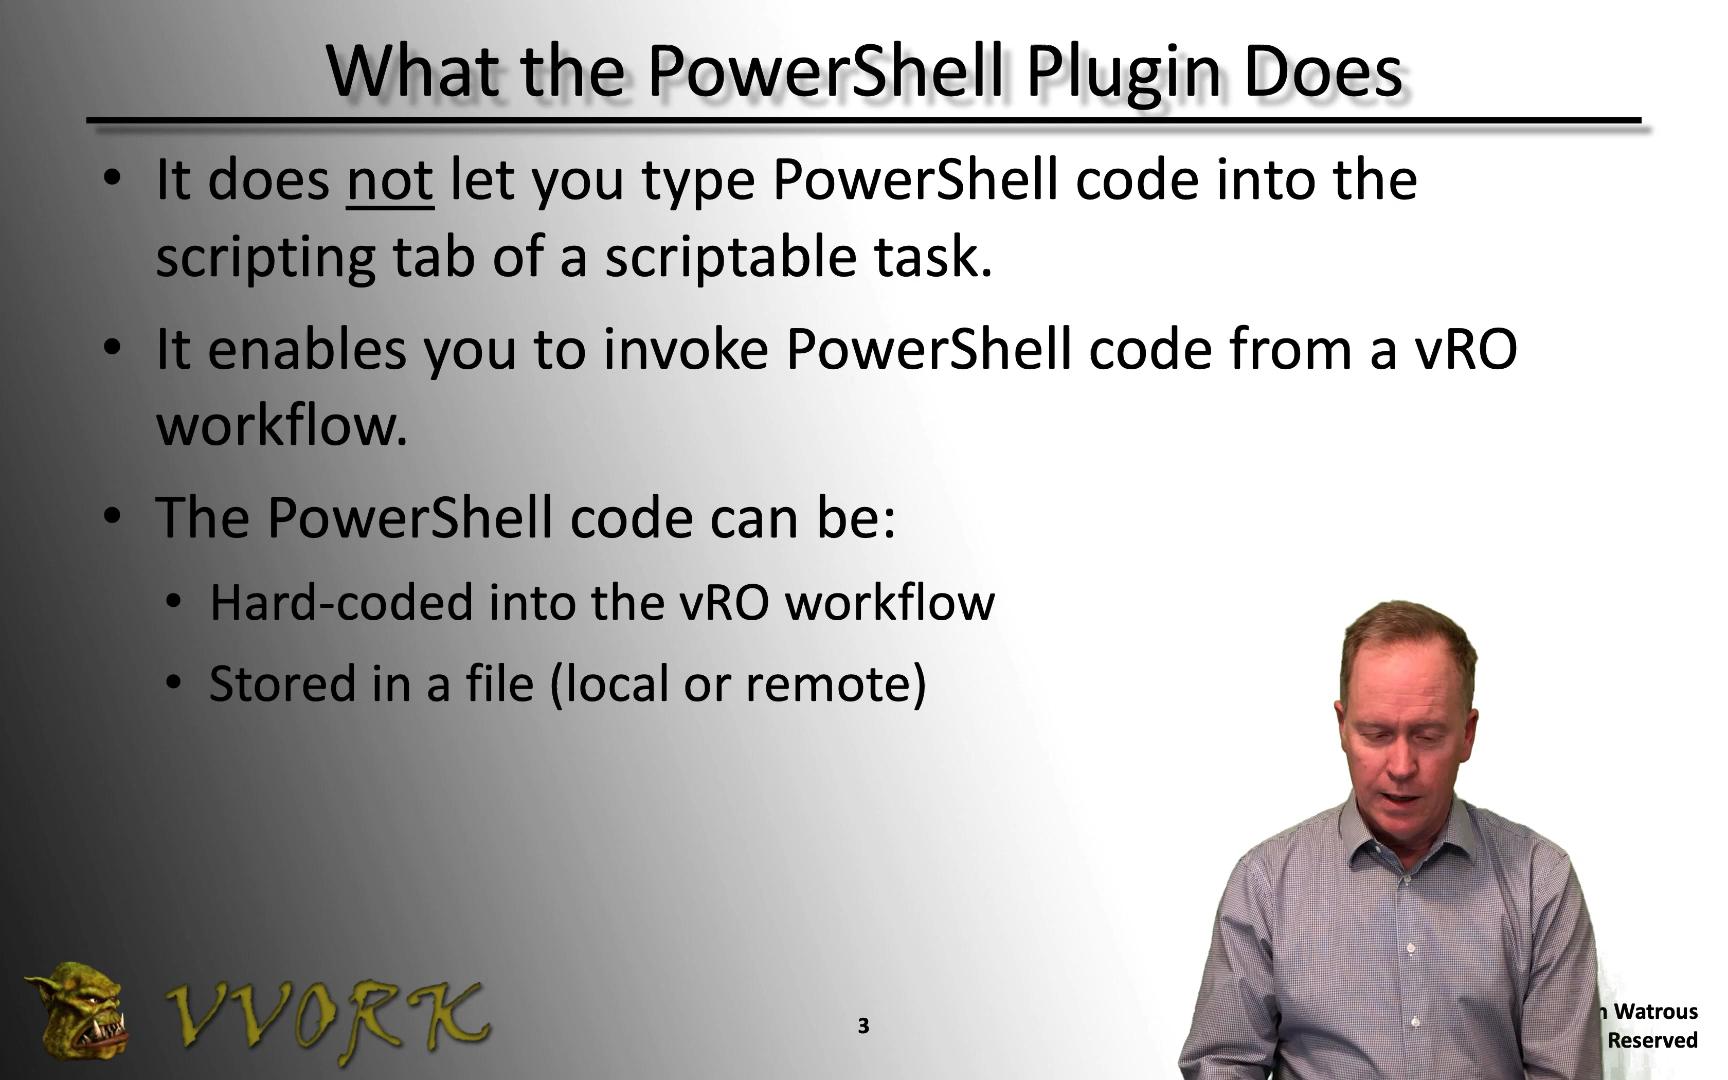 What the PowerShell Plugin Does
• It does not let you type PowerShell code into the
scripting tab of a scriptable task.
• It enables you to invoke PowerShell code from a vRO
workflow.
• The PowerShell code can be:
• Hard-coded into the vRO workflow
• Stored in a file (local or remote)
VVORK
3
Watrous
Reserved